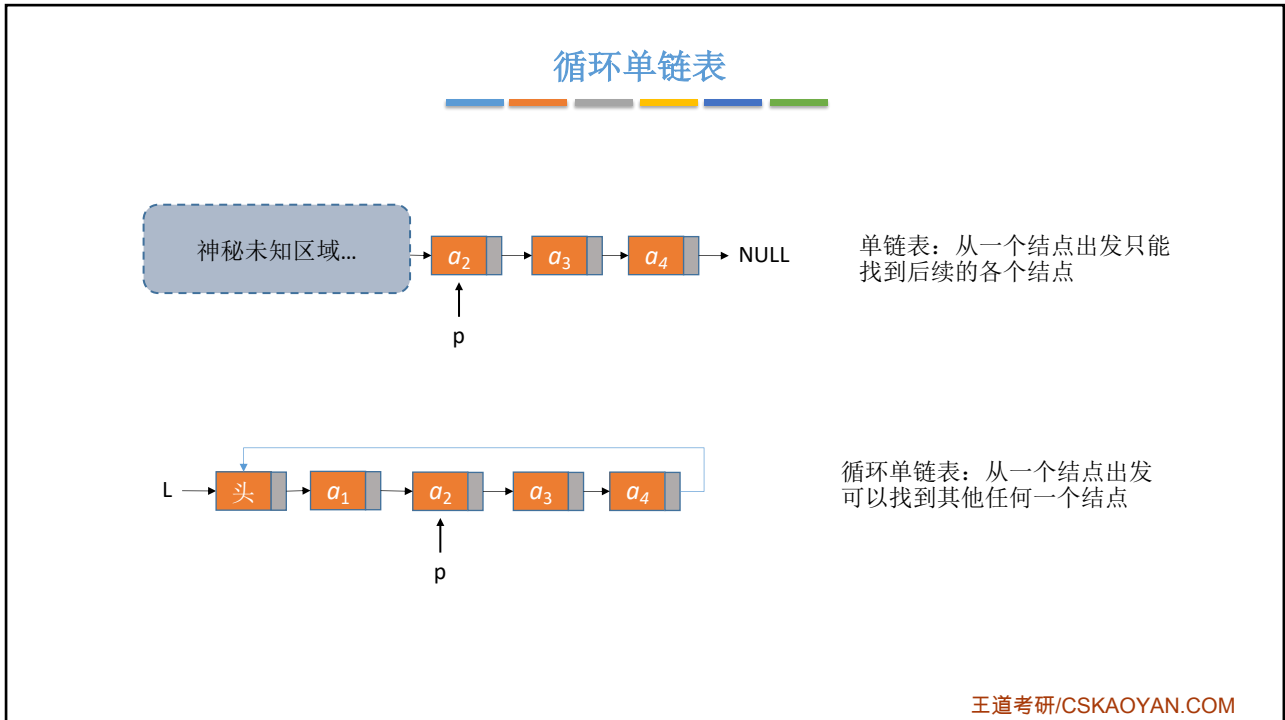 循环单链表
神秘未知区域...
a2
a3
a4
NULL
p
单链表：从一个结点出发只能
找到后续的各个结点
L
头
a1
a2
a3
a4
p
循环单链表：从一个结点出发
可以找到其他任何一个结点
王道考研/CSKAOYAN.COM